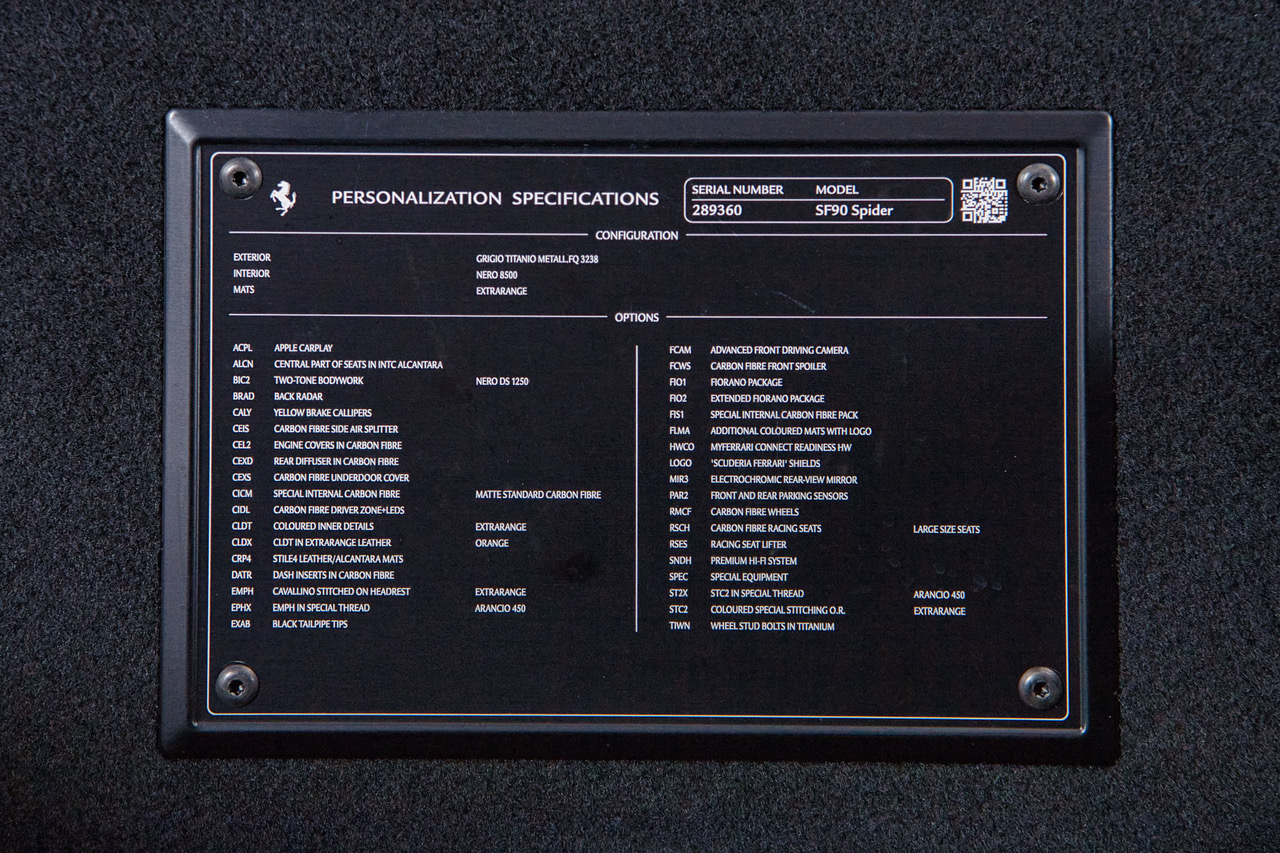 PERSONALIZATION SPECIFICATIONS
SERIAL NUMBER MODEL
289360 SF90 Spider
CONFIGURATION
EXTERIOR GRIGIO TITANIO METALL.FQ 3238
INTERIOR NERO 8500
MATS EXTRARANGE
OPTIONS
ACPL APPLE CARPLAY
ALCN CENTRAL PART OF SEATS IN INTC ALCANTARA
BIC2 TWO-TONE BODYWORK NERO DS 1250
BRAD BACK RADAR
CALY YELLOW BRAKE CALLIPERS
CEIS CARBON FIBRE SIDE AIR SPLITTER
CEL2 ENGINE COVERS IN CARBON FIBRE
CEXD REAR DIFFUSER IN CARBON FIBRE
CEXS CARBON FIBRE UNDERDOOR COVER
CICM SPECIAL INTERNAL CARBON FIBRE MATTE STANDARD CARBON FIBRE
CIDL CARBON FIBRE DRIVER ZONE+LEDS
CLDT COLOURED INNER DETAILS EXTRARANGE
CLDX CLDT IN EXTRARANGE LEATHER ORANGE
CRP4 STILE4 LEATHER/ALCANTARA MATS
DATR DASH INSERTS IN CARBON FIBRE
EMPH CAVALLINO STITCHED ON HEADREST EXTRARANGE
EPHX EMPH IN SPECIAL THREAD ARANCIO 450
EXAB BLACK TAILPIPE TIPS
FCAM ADVANCED FRONT DRIVING CAMERA
FCWS CARBON FIBRE FRONT SPOILER
FIO1 FIORANO PACKAGE
FIO2 EXTENDED FIORANO PACKAGE
FIS1 SPECIAL INTERNAL CARBON FIBRE PACK
FLMA ADDITIONAL COLOURED MATS WITH LOGO
HWCO MYFERRARI CONNECT READINESS HW
LOGO 'SCUDERIA FERRARI' SHIELDS
MIR3 ELECTROCHROMIC REAR-VIEW MIRROR
PAR2 FRONT AND REAR PARKING SENSORS
RMCF CARBON FIBRE WHEELS
RSCH CARBON FIBRE RACING SEATS LARGE SIZE SEATS
RSES RACING SEAT LIFTER
SNDH PREMIUM HI-FI SYSTEM
SPEC SPECIAL EQUIPMENT
ST2X STC2 IN SPECIAL THREAD ARANCIO 450
STC2 COLOURED SPECIAL STITCHING O.R. EXTRARANGE
TIWN WHEEL STUD BOLTS IN TITANIUM